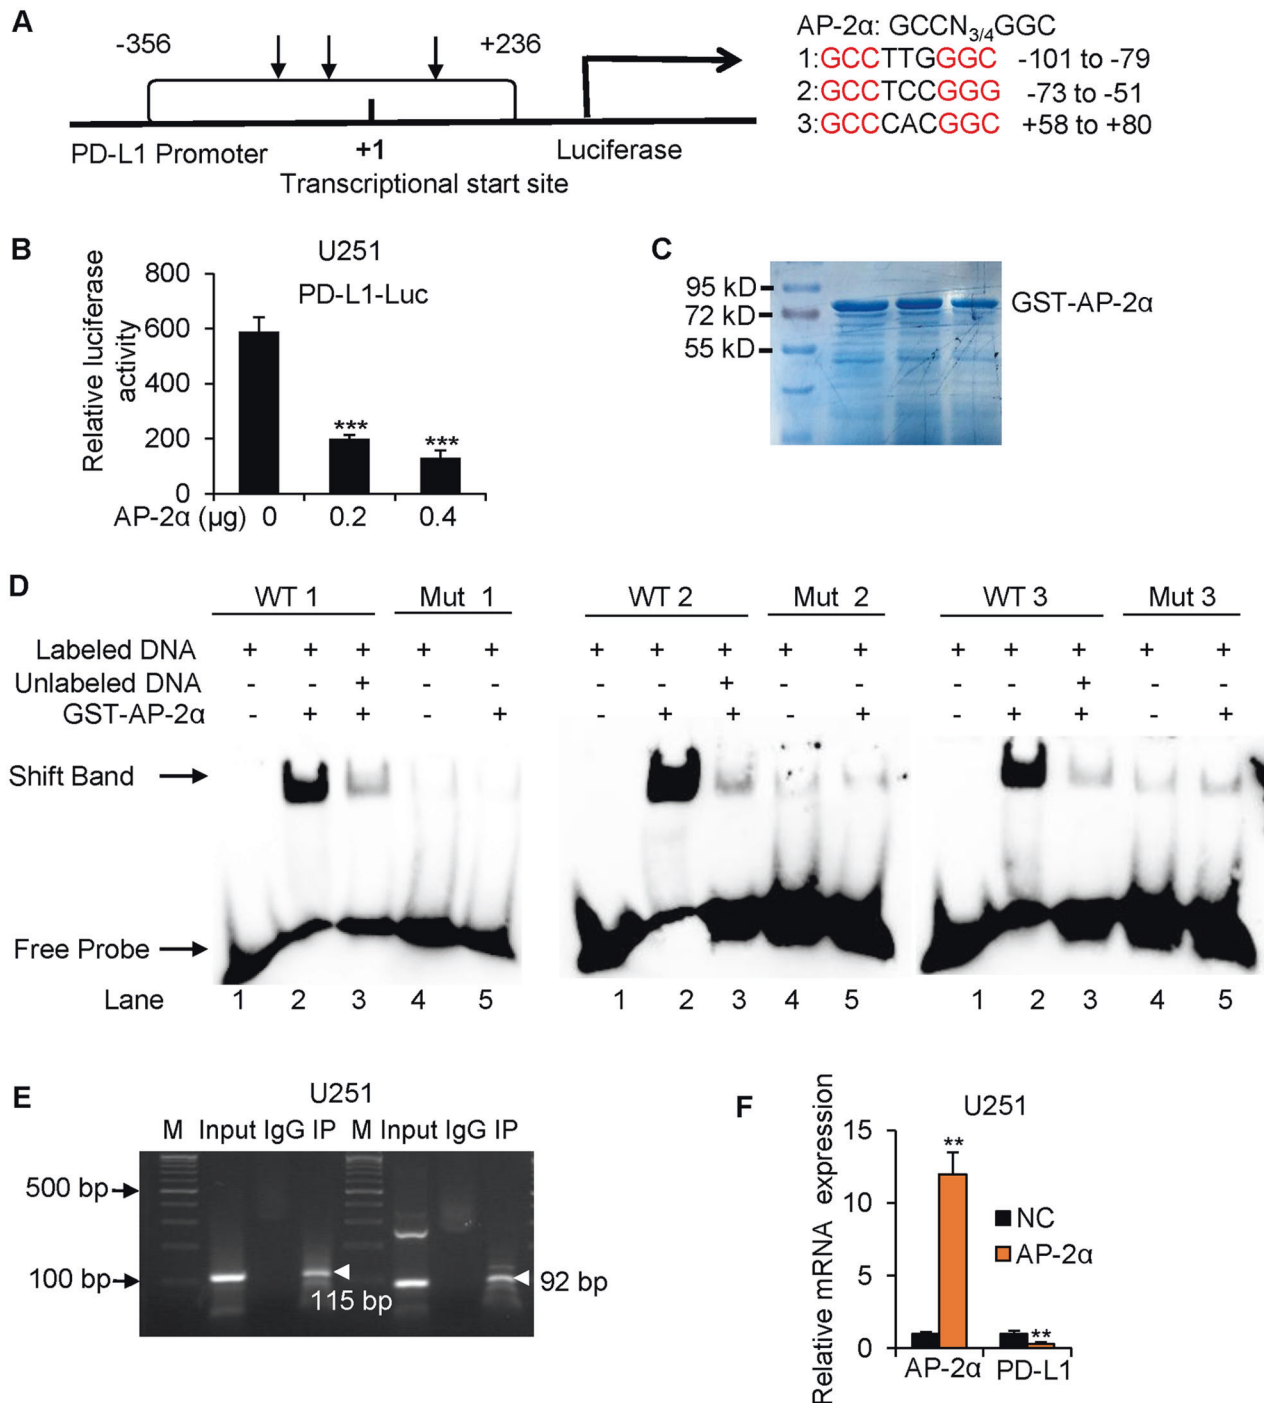 A
-356
+236
PD-L1 Promoter
+1
Luciferase
Transcriptional start site
AP-2α: GCCN3/4GGC
1:GCCTTGGGC -101 to -79
2:GCCTCCGGG -73 to -51
3:GCCCACGGC +58 to +80
B
U251
PD-L1-Luc
Relative luciferase
activity
800
600
400
200
0
*** ***
AP-2α (µg) 0 0.2 0.4
C
95 kD
72 kD
55 kD
GST-AP-2α
D
WT 1 Mut 1 WT 2 Mut 2 WT 3 Mut 3
Labeled DNA + + + + + + + + + + + + + + +
Unlabeled DNA - - + - - - - + - - - - + - -
GST-AP-2α - + + - + - + + - + - + + - +
Shift Band
Free Probe
Lane 1 2 3 4 5 1 2 3 4 5 1 2 3 4 5
E
U251
M Input IgG IP M Input IgG IP
500 bp
100 bp
115 bp
92 bp
F
U251
Relative mRNA expression
15
10
5
0
**
**
NC
AP-2α
AP-2α PD-L1